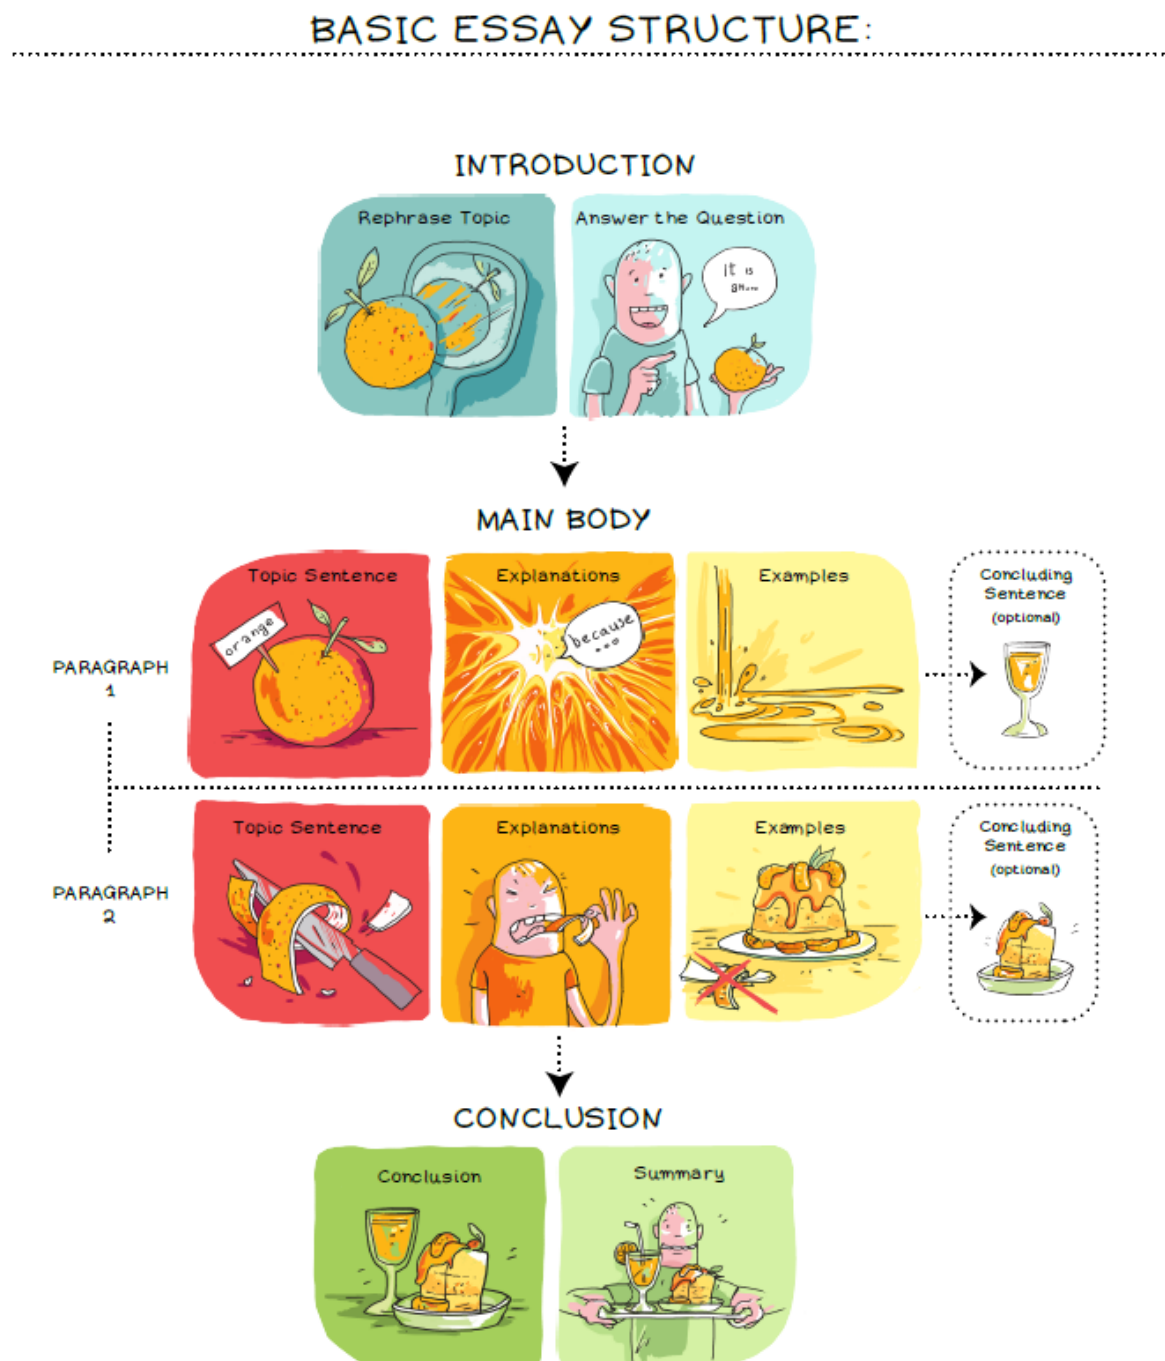 BASIC ESSAY STRUCTURE:
INTRODUCTION
Rephrase Topic
Answer the Question
It is
MAIN BODY
PARAGRAPH
1
Topic Sentence
orange
Explanations
because
...
Examples
Concluding
Sentence
(optional)
PARAGRAPH
2
Topic Sentence
Explanations
Examples
Concluding
Sentence
(optional)
CONCLUSION
Conclusion
Summary